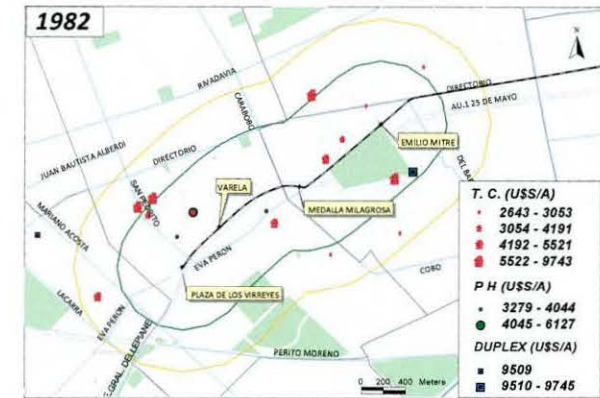 1982
N
RIVADAVIA
CARABOBO
DIRECTORIO
AU.1 25 DE MAYO
JUAN BAUTISTA ALBERDI
DIRECTORIO
EMILIO MITRE
SAN PEDRITO
VARELA
MEDALLA MILAGROSA
MARIANO ACOSTA
EVA PERON
PLAZA DE LOS VIRREYES
COBO
LACARRA
EVA PERON
PERITO MORENO
0 200 400 Meters
T. C. (U$S/A)
2643 - 3053
3054 - 4191
4192 - 5521
5522 - 9743
P H (U$S/A)
3279 - 4044
4045 - 6127
DUPLEX (U$S/A)
9509
9510 - 9745